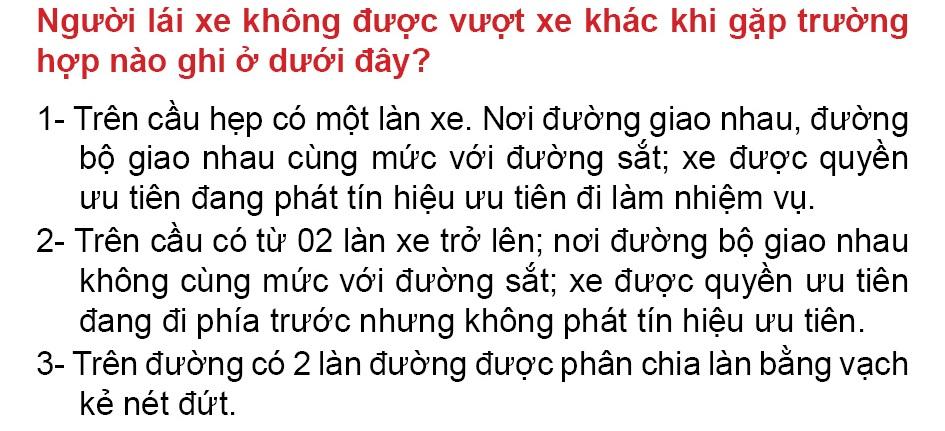 Người lái xe không được vượt xe khác khi gặp trường
hợp nào ghi ở dưới đây?
1- Trên cầu hẹp có một làn xe. Nơi đường giao nhau, đường
bộ giao nhau cùng mức với đường sắt; xe được quyền
ưu tiên đang phát tín hiệu ưu tiên đi làm nhiệm vụ.
2- Trên cầu có từ 02 làn xe trở lên; nơi đường bộ giao nhau
không cùng mức với đường sắt; xe được quyền ưu tiên
đang đi phía trước nhưng không phát tín hiệu ưu tiên.
3- Trên đường có 2 làn đường được phân chia làn bằng vạch
kẻ nét đứt.